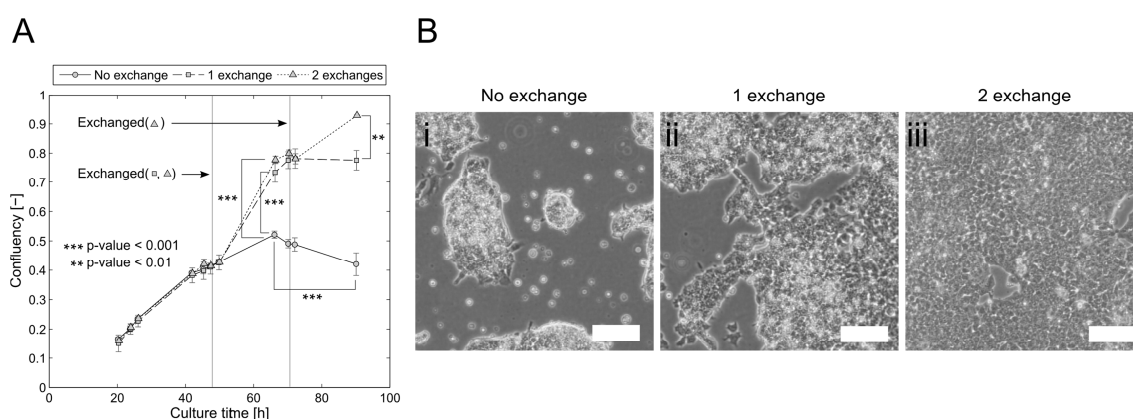 A
B
No exchange 1 exchange 2 exchanges
No exchange
1 exchange
2 exchange
i
ii
iii
1
0.9
0.8
0.7
0.6
0.5
0.4
0.3
0.2
0.1
0
Confluency [–]
Exchanged(△)
Exchanged(■, △)
**
***
***
*** p-value < 0.001
** p-value < 0.01
***
0 20 40 60 80 100
Culture time [h]